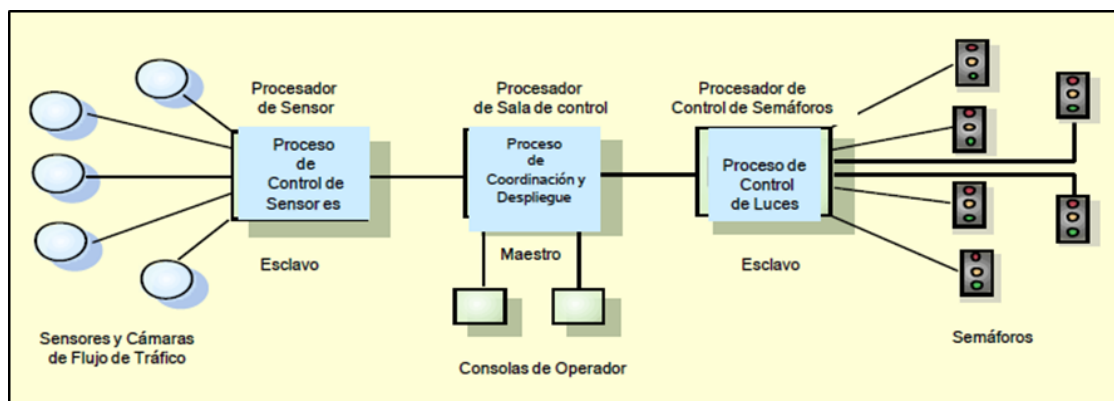 Procesador
de Sensor
Procesador
de Sala de control
Procesador de
Control de Semáforos
Proceso
de
Control de
Sensor es
Proceso
de
Coordinación y
Despliegue
Proceso de
Control
de Luces
Esclavo
Maestro
Esclavo
Sensores y Cámaras
de Flujo de Tráfico
Consolas de Operador
Semáforos